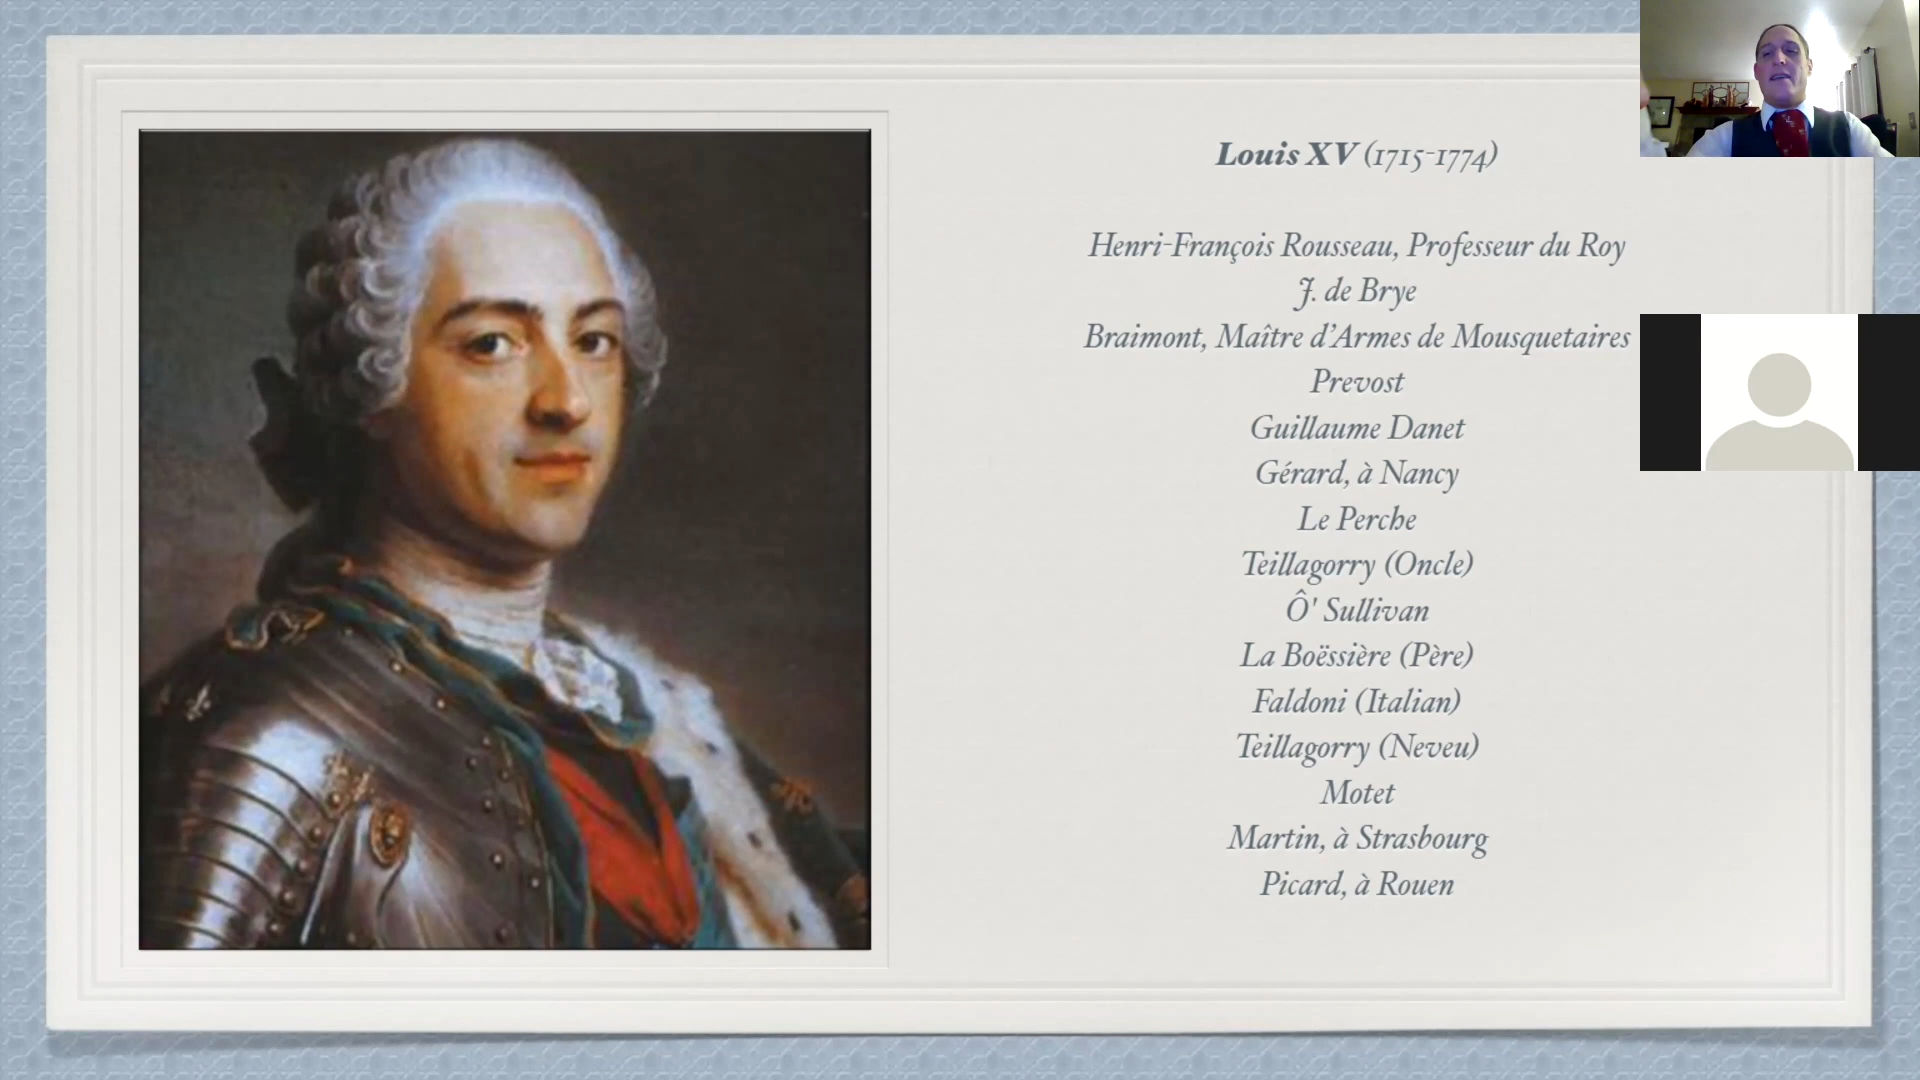 Louis XV (1715-1774)
Henri-François Rousseau, Professeur du Roy
J. de Brye
Braimont, Maître d'Armes de Mousquetaires
Prevost
Guillaume Danet
Gérard, à Nancy
Le Perche
Teillagorry (Oncle)
Ô' Sullivan
La Boëssière (Père)
Faldoni (Italian)
Teillagorry (Neveu)
Motet
Martin, à Strasbourg
Picard, à Rouen